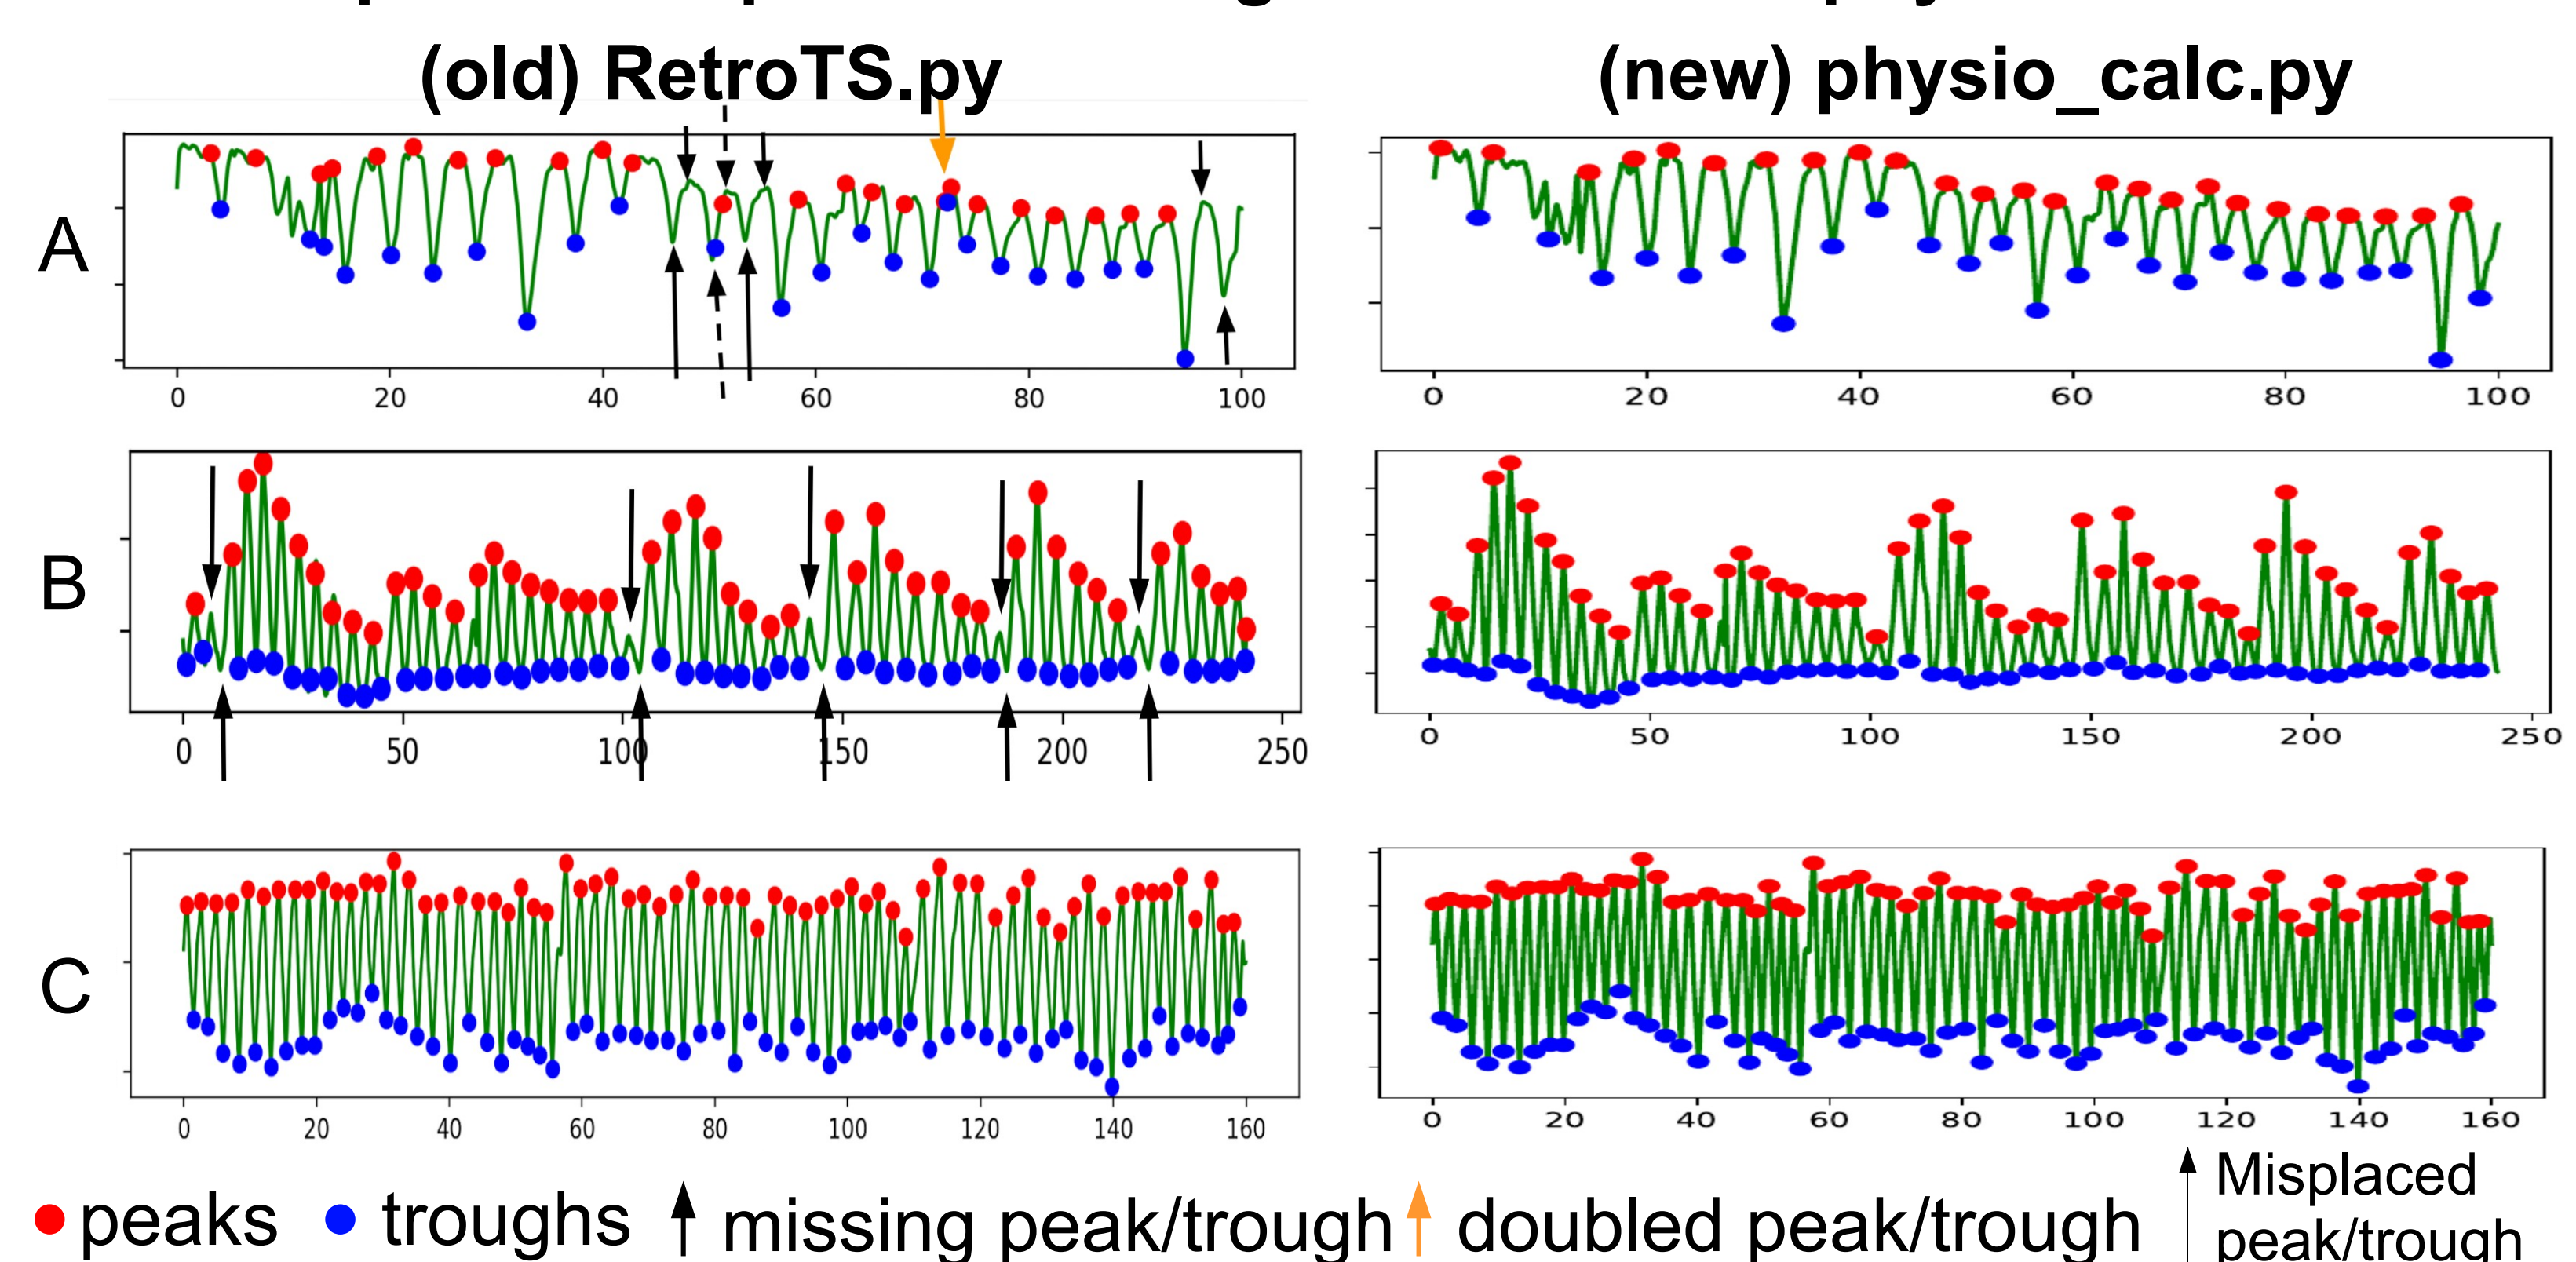 (old) RetroTS.py
(new) physio_calc.py
A
0 20 40 60 80 100
0 20 40 60 80 100
B
0 50 100 150 200 250
0 50 100 150 200 250
C
0 20 40 60 80 100 120 140 160
0 20 40 60 80 100 120 140 160
peaks troughs missing peak/trough doubled peak/trough
Misplaced
peak/trough